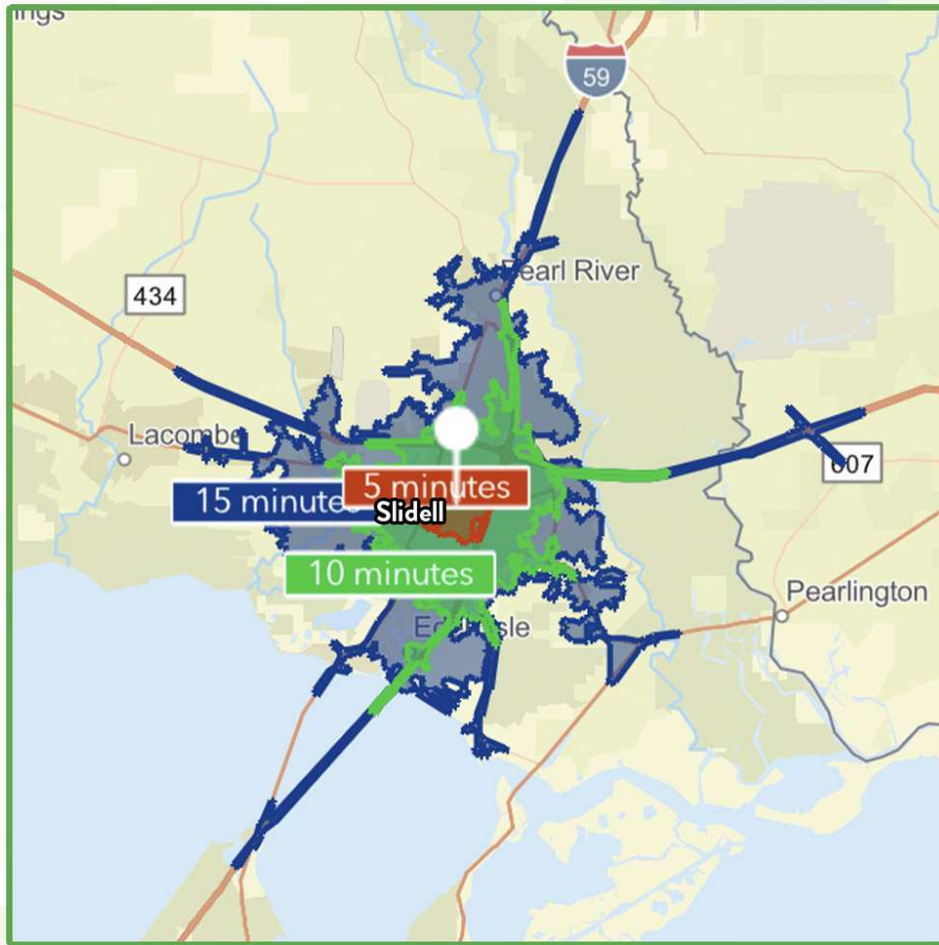 ings
59
Pearl River
434
Lacombe
607
5 minutes
15 minutes
Slidell
10 minutes
Pearlington